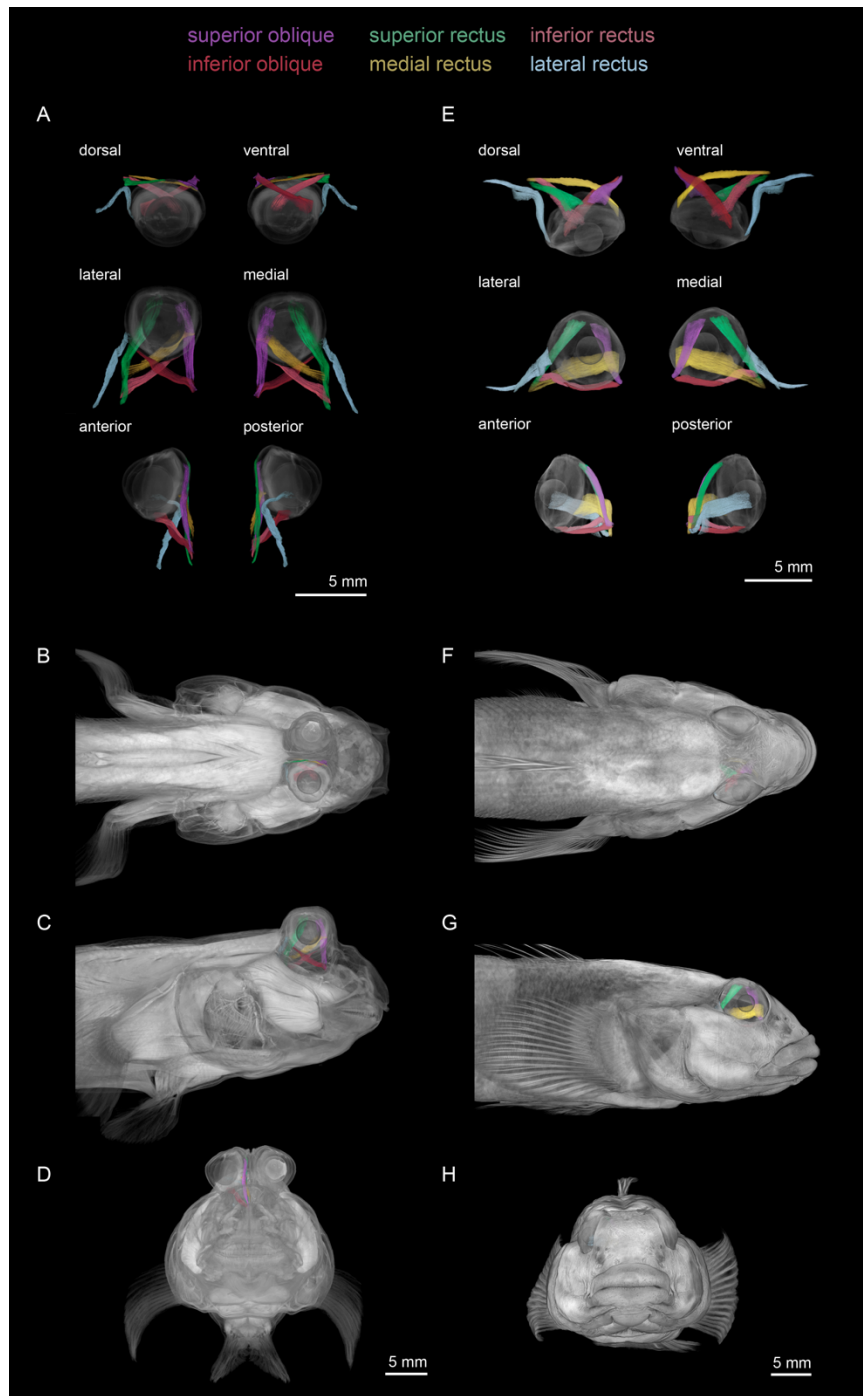 superior oblique superior rectus inferior rectus
inferior oblique medial rectus lateral rectus
A
dorsal ventral
lateral medial
anterior posterior
5 mm
E
dorsal ventral
lateral medial
anterior posterior
5 mm
B
F
C
G
D
5 mm
H
5 mm